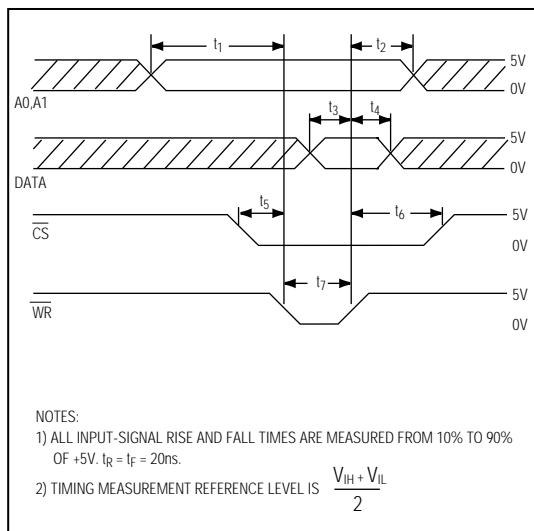 t1
t2
5V
0V
A0,A1
t3
t4
5V
0V
DATA
t5
t6
5V
CS
0V
t7
5V
WR
0V
NOTES:
1) ALL INPUT-SIGNAL RISE AND FALL TIMES ARE MEASURED FROM 10% TO 90%
OF +5V. tR = tF = 20ns.
2) TIMING MEASUREMENT REFERENCE LEVEL IS VIH + VIL
2